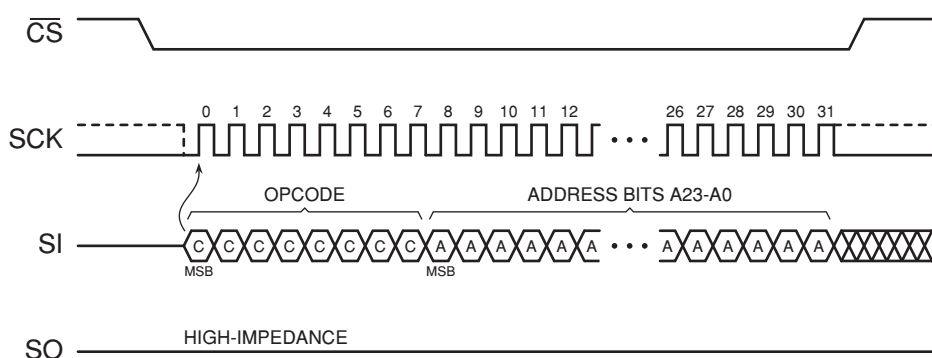 CS
0 1 2 3 4 5 6 7 8 9 10 11 12 26 27 28 29 30 31
SCK • • •
OPCODE ADDRESS BITS A23-A0
SI C C C C C C C C A A A A A A • • • A A A A A A
MSB MSB
HIGH-IMPEDANCE
SO